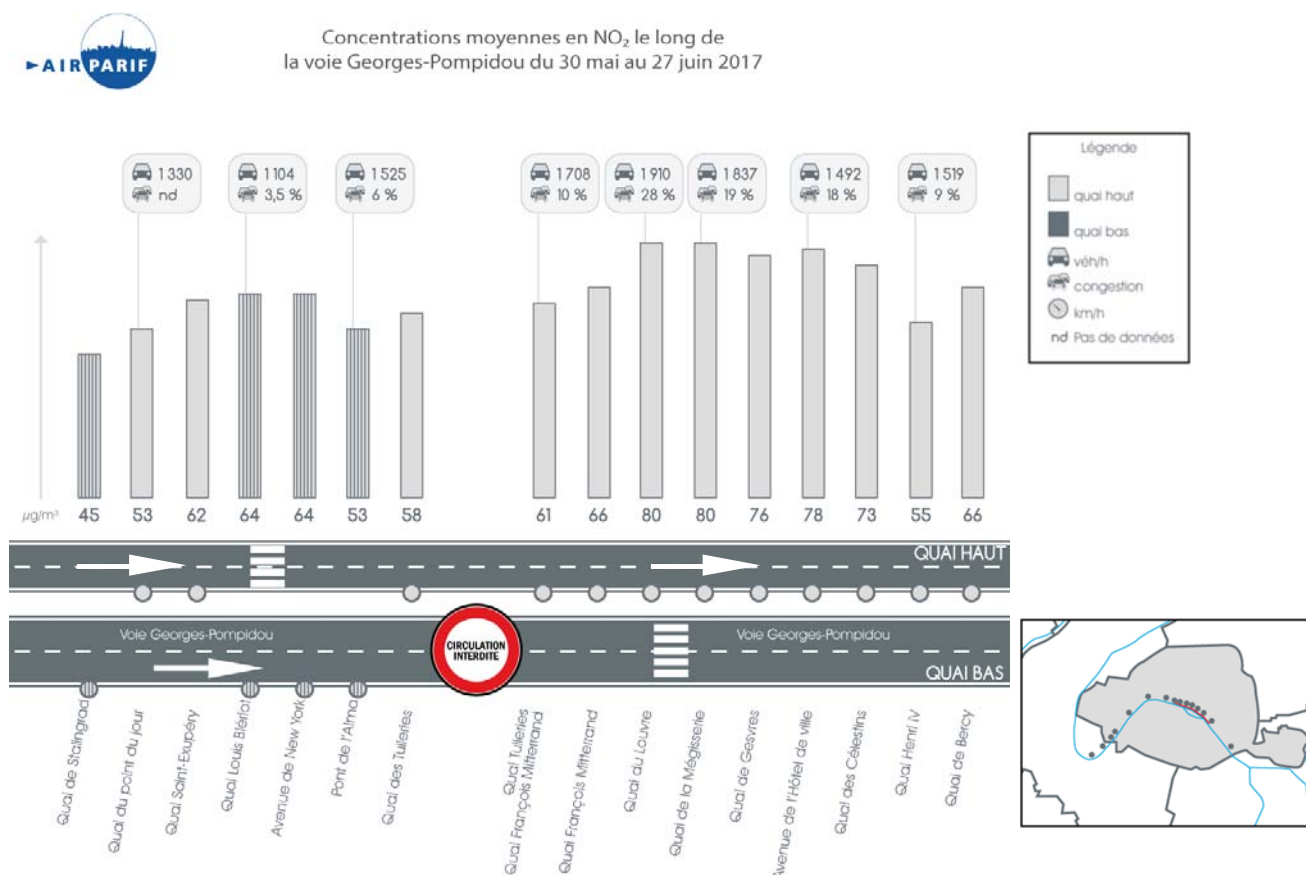 AIRPARIF
Concentrations moyennes en NO₂ le long de
la voie Georges-Pompidou du 30 mai au 27 juin 2017
1 330
nd
1 104
3,5 %
1 525
6 %
1 708
10 %
1 910
28 %
1 837
19 %
1 492
18 %
1 519
9 %
Légende
quai haut
quai bas
véh/h
congestion
km/h
nd Pas de données
µg/m³ 45 53 62 64 64 53 58 61 66 80 80 76 78 73 55 66
QUAI HAUT
Voie Georges-Pompidou
CIRCULATION
INTERDITE
Voie Georges-Pompidou
QUAI BAS
Quai de Stalingrad
Quai du point du jour
Quai Saint-Exupéry
Quai Louis Blériot
Avenue de New York
Pont de l'Alma
Quai des Tuileries
Quai Tuileries
Quai François Mitterrand
Quai François Mitterrand
Quai du Louvre
Quai de la Mégisserie
Quai de Gesvres
Avenue de l'Hôtel de ville
Quai des Célestins
Quai Henri IV
Quai de Bercy